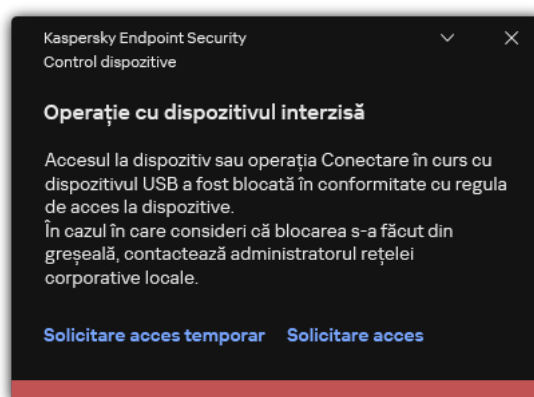 Kaspersky Endpoint Security
Control dispozitive
Operație cu dispozitivul interzisă
Accesul la dispozitiv sau operația Conectare în curs cu
dispozitivul USB a fost blocată în conformitate cu regula
de acces la dispozitive.
În cazul în care consideri că blocarea s-a făcut din
greșeală, contactează administratorul rețelei
corporative locale.
Solicitare acces temporar Solicitare acces